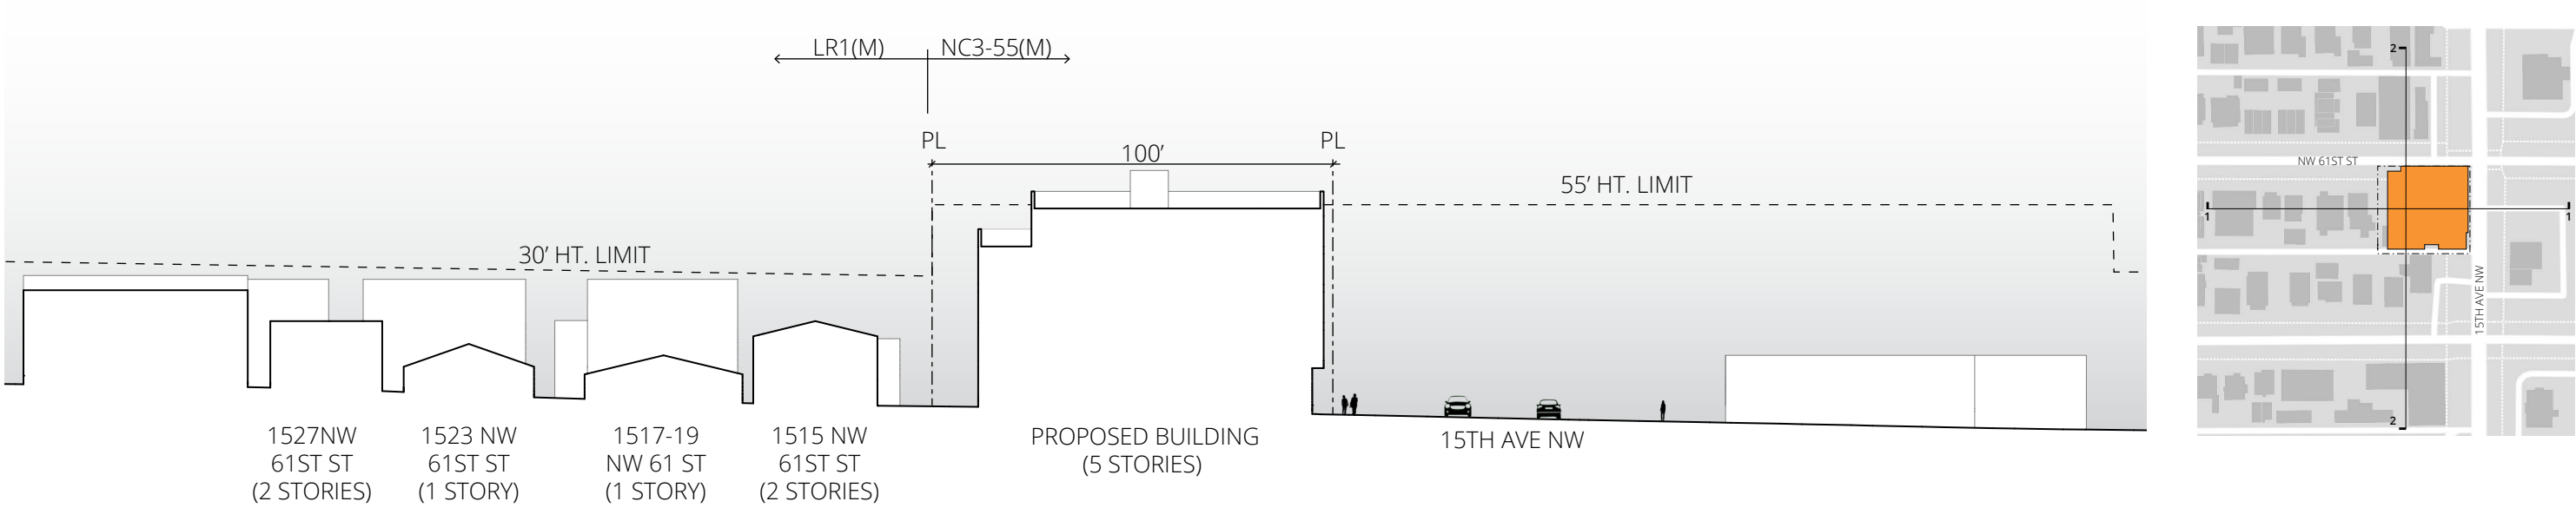 LR1(M) NC3-55(M)
PL PL
100’
55’ HT. LIMIT
30’ HT. LIMIT
1527NW
61ST ST
(2 STORIES)
1523 NW
61ST ST
(1 STORY)
1517-19
NW 61 ST
(1 STORY)
1515 NW
61ST ST
(2 STORIES)
PROPOSED BUILDING
(5 STORIES)
15TH AVE NW
2
NW 61ST ST
1 1
15TH AVE NW
2